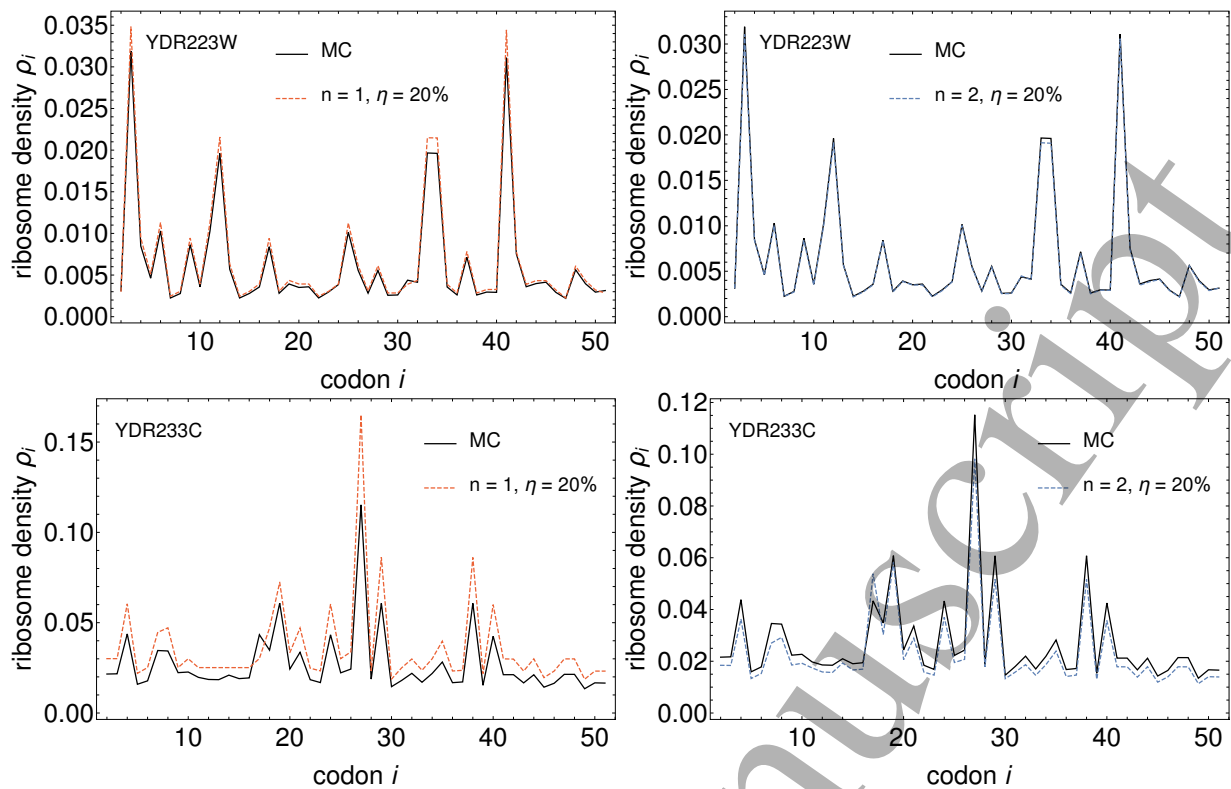 YDR223W
MC
n = 1, η = 20%
ribosome density ρi
0.035
0.030
0.025
0.020
0.015
0.010
0.005
0.000
10 20 30 40 50
codon i
YDR223W
MC
n = 2, η = 20%
ribosome density ρi
0.030
0.025
0.020
0.015
0.010
0.005
0.000
10 20 30 40 50
codon i
YDR233C
MC
n = 1, η = 20%
ribosome density ρi
0.15
0.10
0.05
0.00
10 20 30 40 50
codon i
YDR233C
MC
n = 2, η = 20%
ribosome density ρi
0.12
0.10
0.08
0.06
0.04
0.02
0.00
10 20 30 40 50
codon i
nuscript